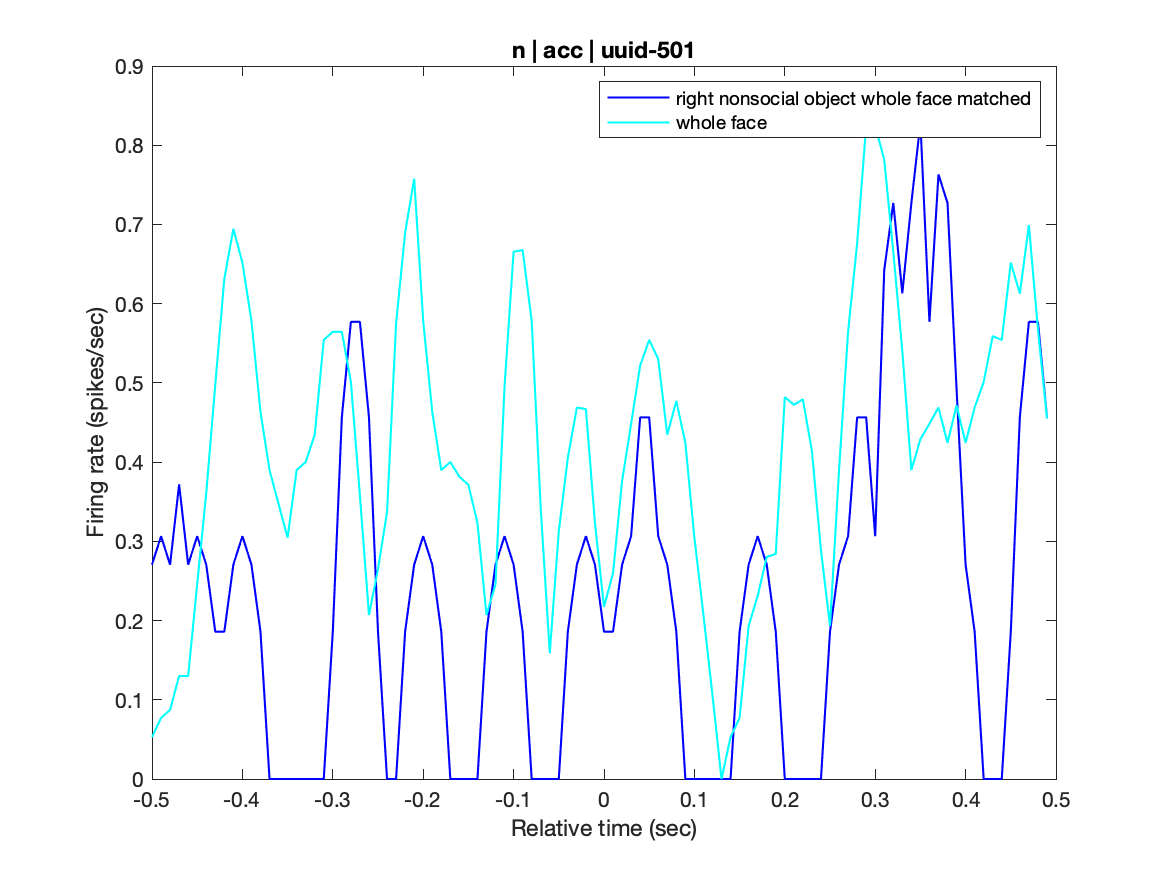 n | acc | uuid-501
right nonsocial object whole face matched
whole face
0.9
0.8
0.7
0.6
0.5
0.4
0.3
0.2
0.1
0
Firing rate (spikes/sec)
-0.5 -0.4 -0.3 -0.2 -0.1 0 0.1 0.2 0.3 0.4 0.5
Relative time (sec)